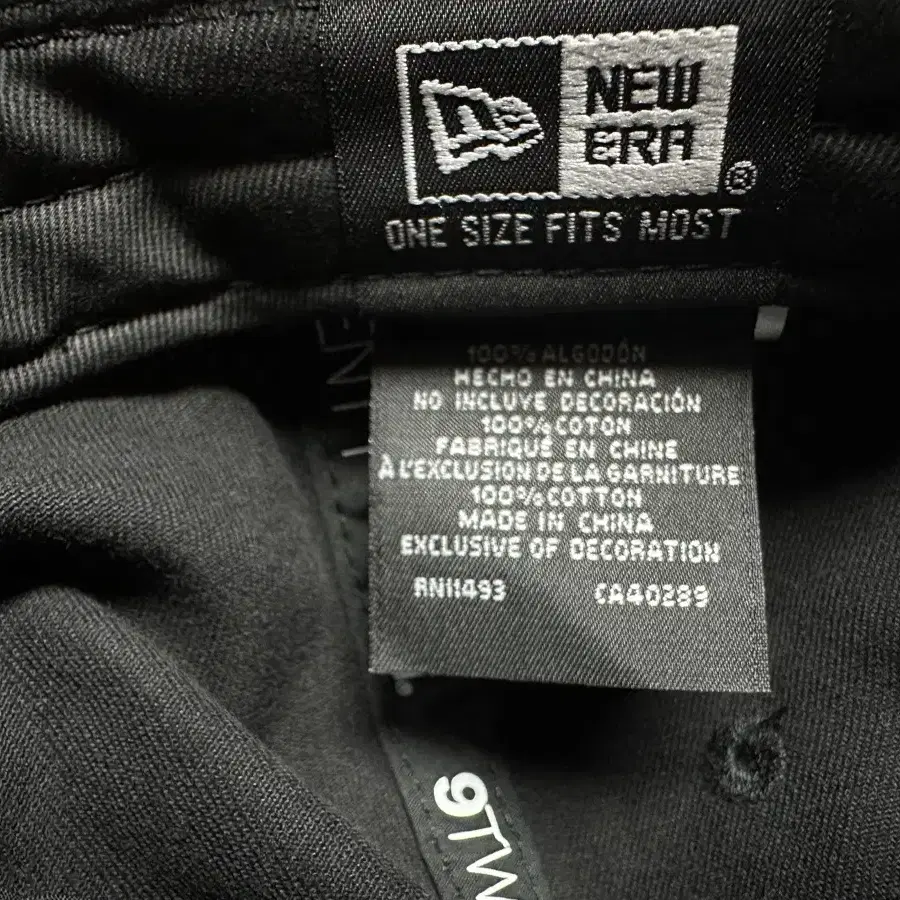 NEW
ERA®
ONE SIZE FITS MOST
100% ALGODÓN
HECHO EN CHINA
NO INCLUYE DECORACIÓN
100% COTON
FABRIQUÉ EN CHINE
À L'EXCLUSION DE LA GARNITURE
100% COTTON
MADE IN CHINA
EXCLUSIVE OF DECORATION
RN11493 CA40289
9TW